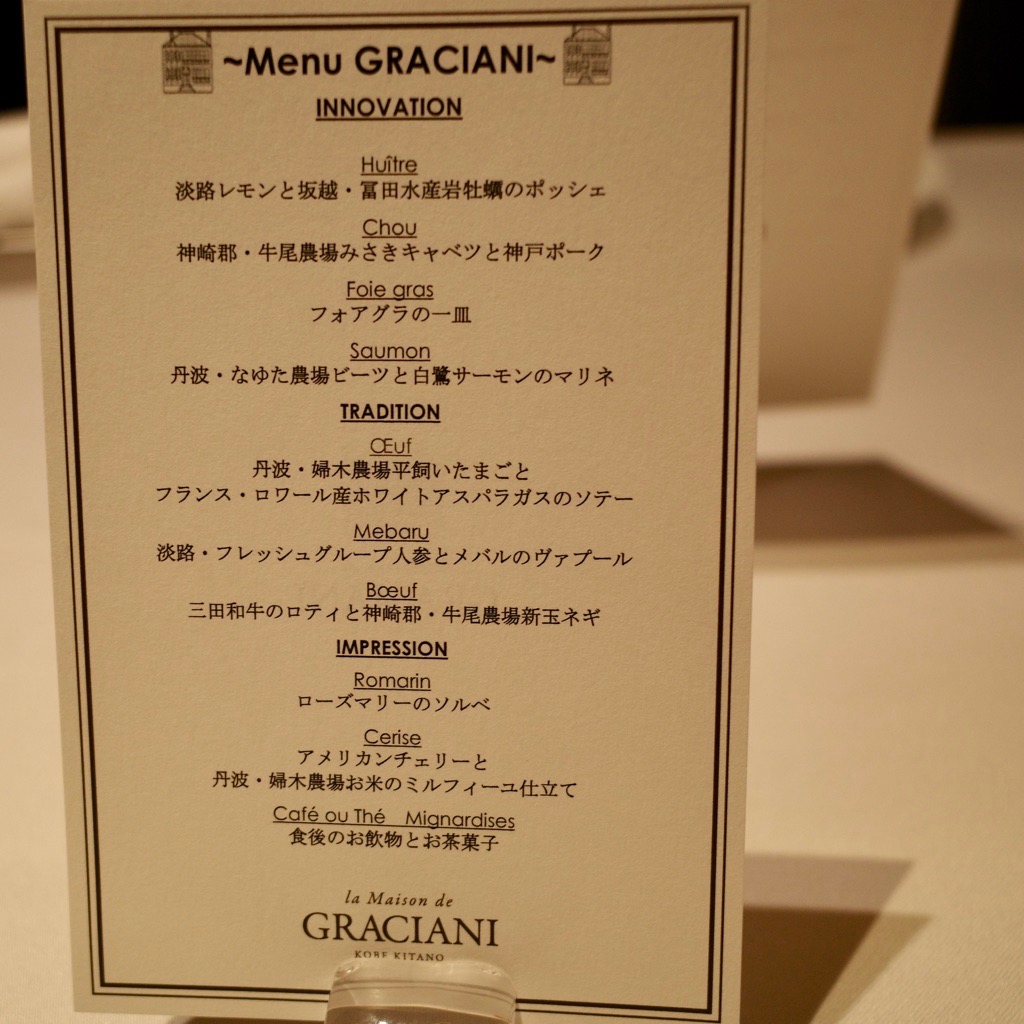 ~Menu GRACIANI~
INNOVATION
Huître
淡路レモンと坂越・冨田水産岩牡蠣のポッシェ
Chou
神崎郡・牛尾農場みさきキャベツと神戸ポーク
Foie gras
フォアグラの一皿
Saumon
丹波・なゆた農場ビーツと白鷺サーモンのマリネ
TRADITION
Œuf
丹波・婦木農場平飼いたまごと
フランス・ロワール産ホワイトアスパラガスのソテー
Mebaru
淡路・フレッシュグループ人参とメバルのヴァプール
Bœuf
三田和牛のロティと神崎郡・牛尾農場新玉ネギ
IMPRESSION
Romarin
ローズマリーのソルベ
Cerise
アメリカンチェリーと
丹波・婦木農場お米のミルフィーユ仕立て
Café ou Thé　Mignardises
食後のお飲物とお茶菓子
la Maison de
GRACIANI
KOBE KITANO